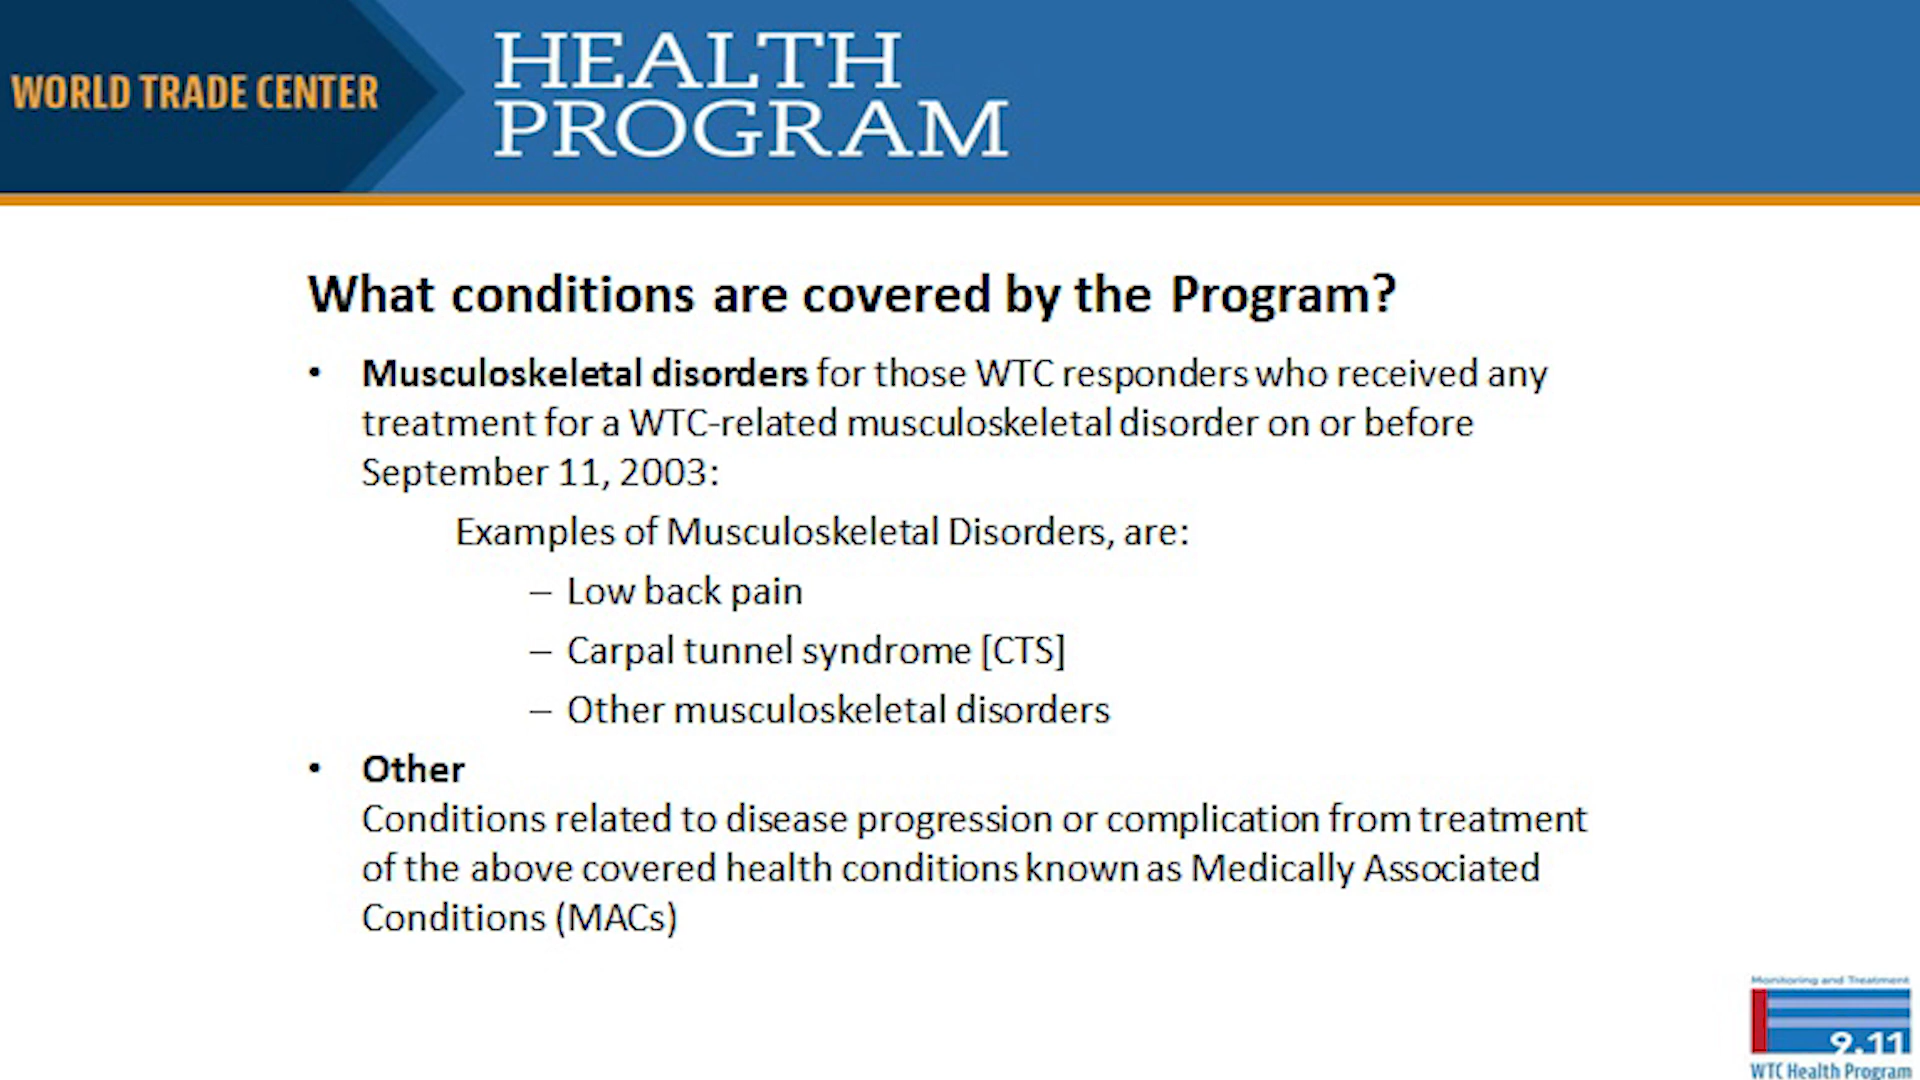 WORLD TRADE CENTER
HEALTH
PROGRAM
What conditions are covered by the Program?
• Musculoskeletal disorders for those WTC responders who received any
treatment for a WTC-related musculoskeletal disorder on or before
September 11, 2003:
Examples of Musculoskeletal Disorders, are:
– Low back pain
– Carpal tunnel syndrome [CTS]
– Other musculoskeletal disorders
• Other
Conditions related to disease progression or complication from treatment
of the above covered health conditions known as Medically Associated
Conditions (MACs)
Monitoring and Treatment
9.11
WTC Health Program